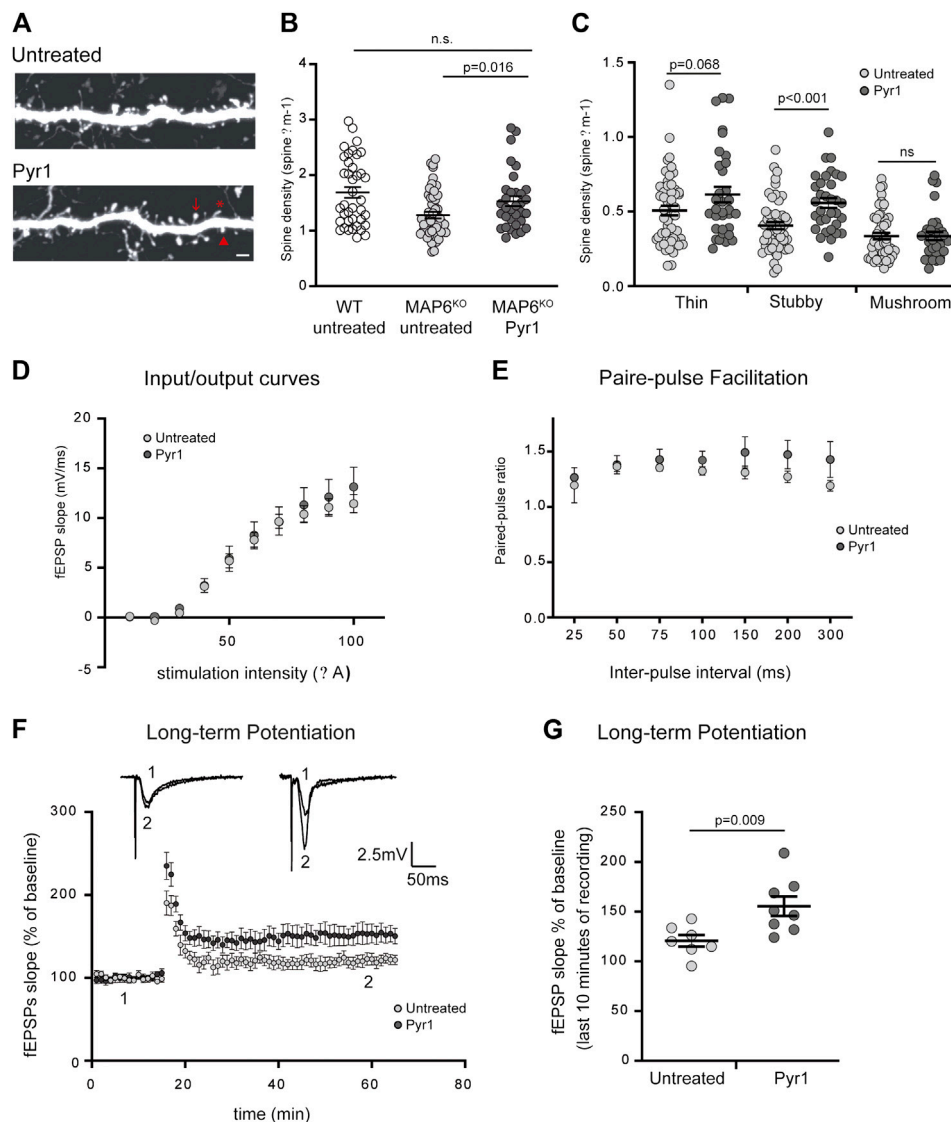 A
Untreated
Pyr1
*
B
n.s.
p=0.016
Spine density (spine ? m-1)
4
3
2
1
0
WT
untreated
MAP6KO
untreated
MAP6KO
Pyr1
C
Untreated
Pyr1
p=0.068
p<0.001
ns
Spine density (spine ? m-1)
1.5
1.0
0.5
0.0
Thin
Stubby
Mushroom
D
Input/output curves
Untreated
Pyr1
fEPSP slope (mV/ms)
20
15
10
5
0
-5
50
100
stimulation intensity (? A)
E
Paire-pulse Facilitation
Paired-pulse ratio
1.5
1.0
0.5
0.0
Untreated
Pyr1
25 50 75 100 150 200 300
Inter-pulse interval (ms)
F
Long-term Potentiation
1
2
1
2
2.5mV
50ms
fEPSPs slope (% of baseline)
300
200
100
0
1
2
Untreated
Pyr1
0 20 40 60 80
time (min)
G
Long-term Potentiation
p=0.009
fEPSP slope % of baseline
(last 10 minutes of recording)
250
200
150
100
50
0
Untreated
Pyr1